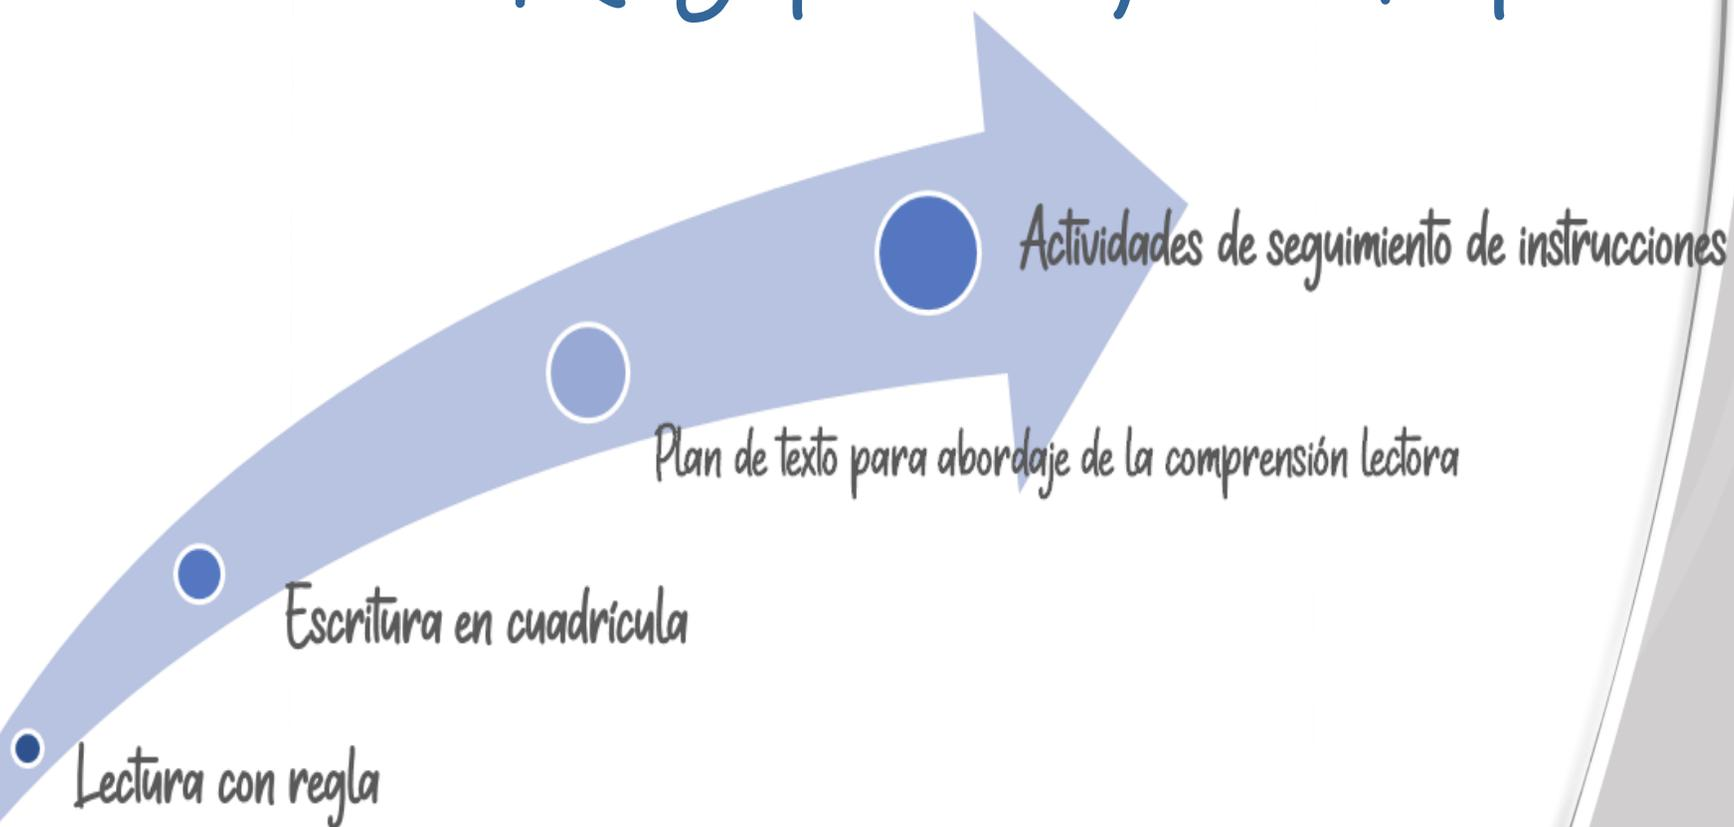 Actividades de seguimiento de instrucciones
Plan de texto para abordaje de la comprensión lectora
Escritura en cuadrícula
Lectura con regla